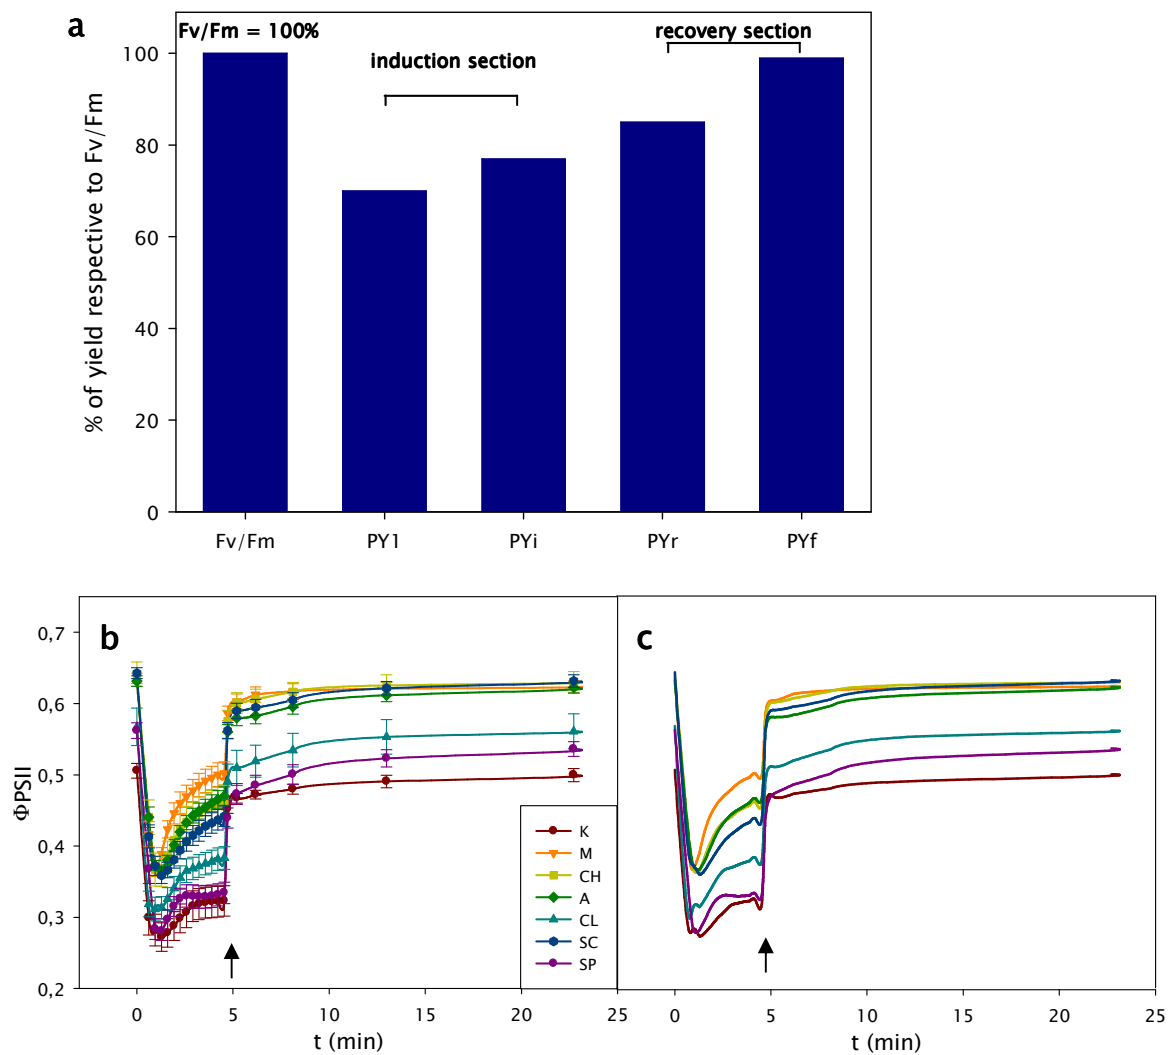 a
Fv/Fm = 100%
recovery section
induction section
% of yield respective to Fv/Fm
100
80
60
40
20
0
Fv/Fm PY1 PYi PYr PYf
b
c
ΦPSII
0,7
0,6
0,5
0,4
0,3
0,2
K
M
CH
A
CL
SC
SP
0 5 10 15 20 25
0 5 10 15 20 25
t (min)
t (min)